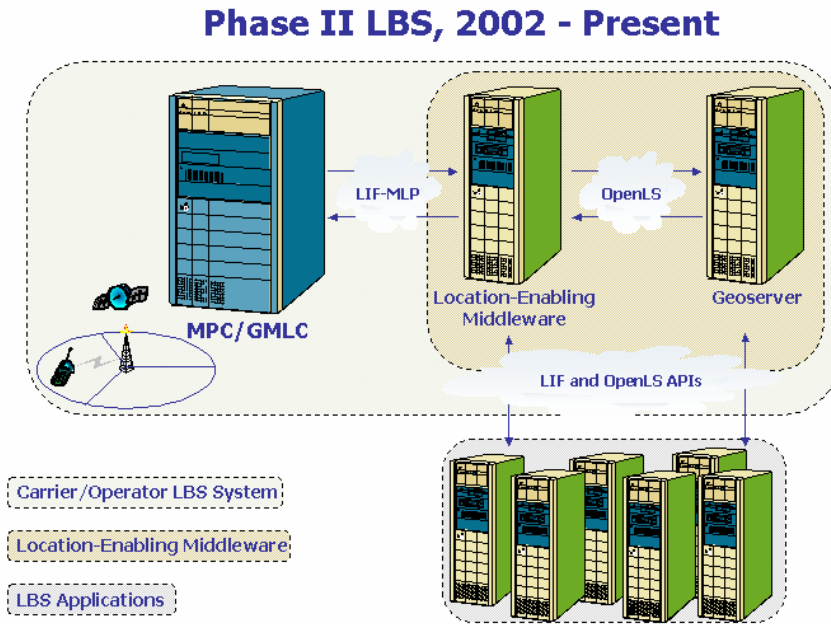 Phase II LBS, 2002 - Present
LIF-MLP
OpenLS
Location-Enabling
Middleware
Geoserver
MPC/GMLC
LIF and OpenLS APIs
Carrier/Operator LBS System
Location-Enabling Middleware
LBS Applications